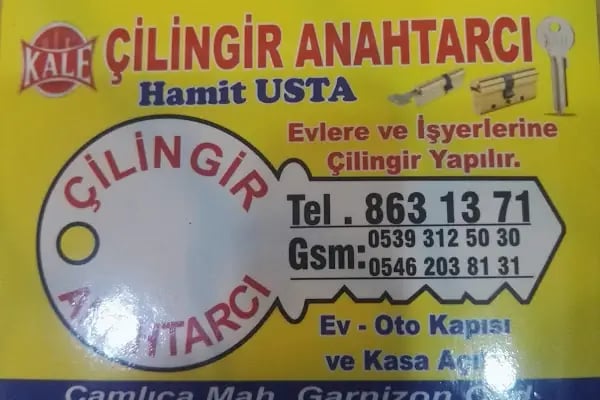 KALE
ÇİLİNGİR ANAHTARCI
Hamit USTA
Evlere ve İşyerlerine
Çilingir Yapılır.
ÇİLİNGİR
ANAHTARCI
Tel . 863 13 71
Gsm: 0539 312 50 30
0546 203 81 31
Ev - Oto Kapısı
ve Kasa
Çamlıca Mah. Garnizon